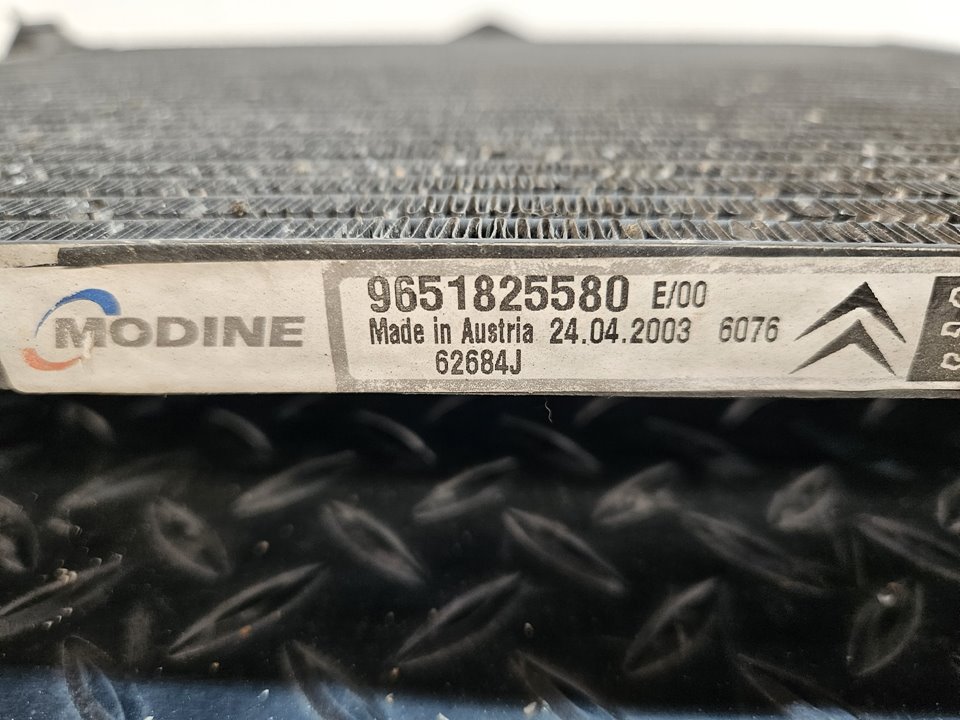 MODINE
9651825580 E/00
Made in Austria 24.04.2003 6076
62684J